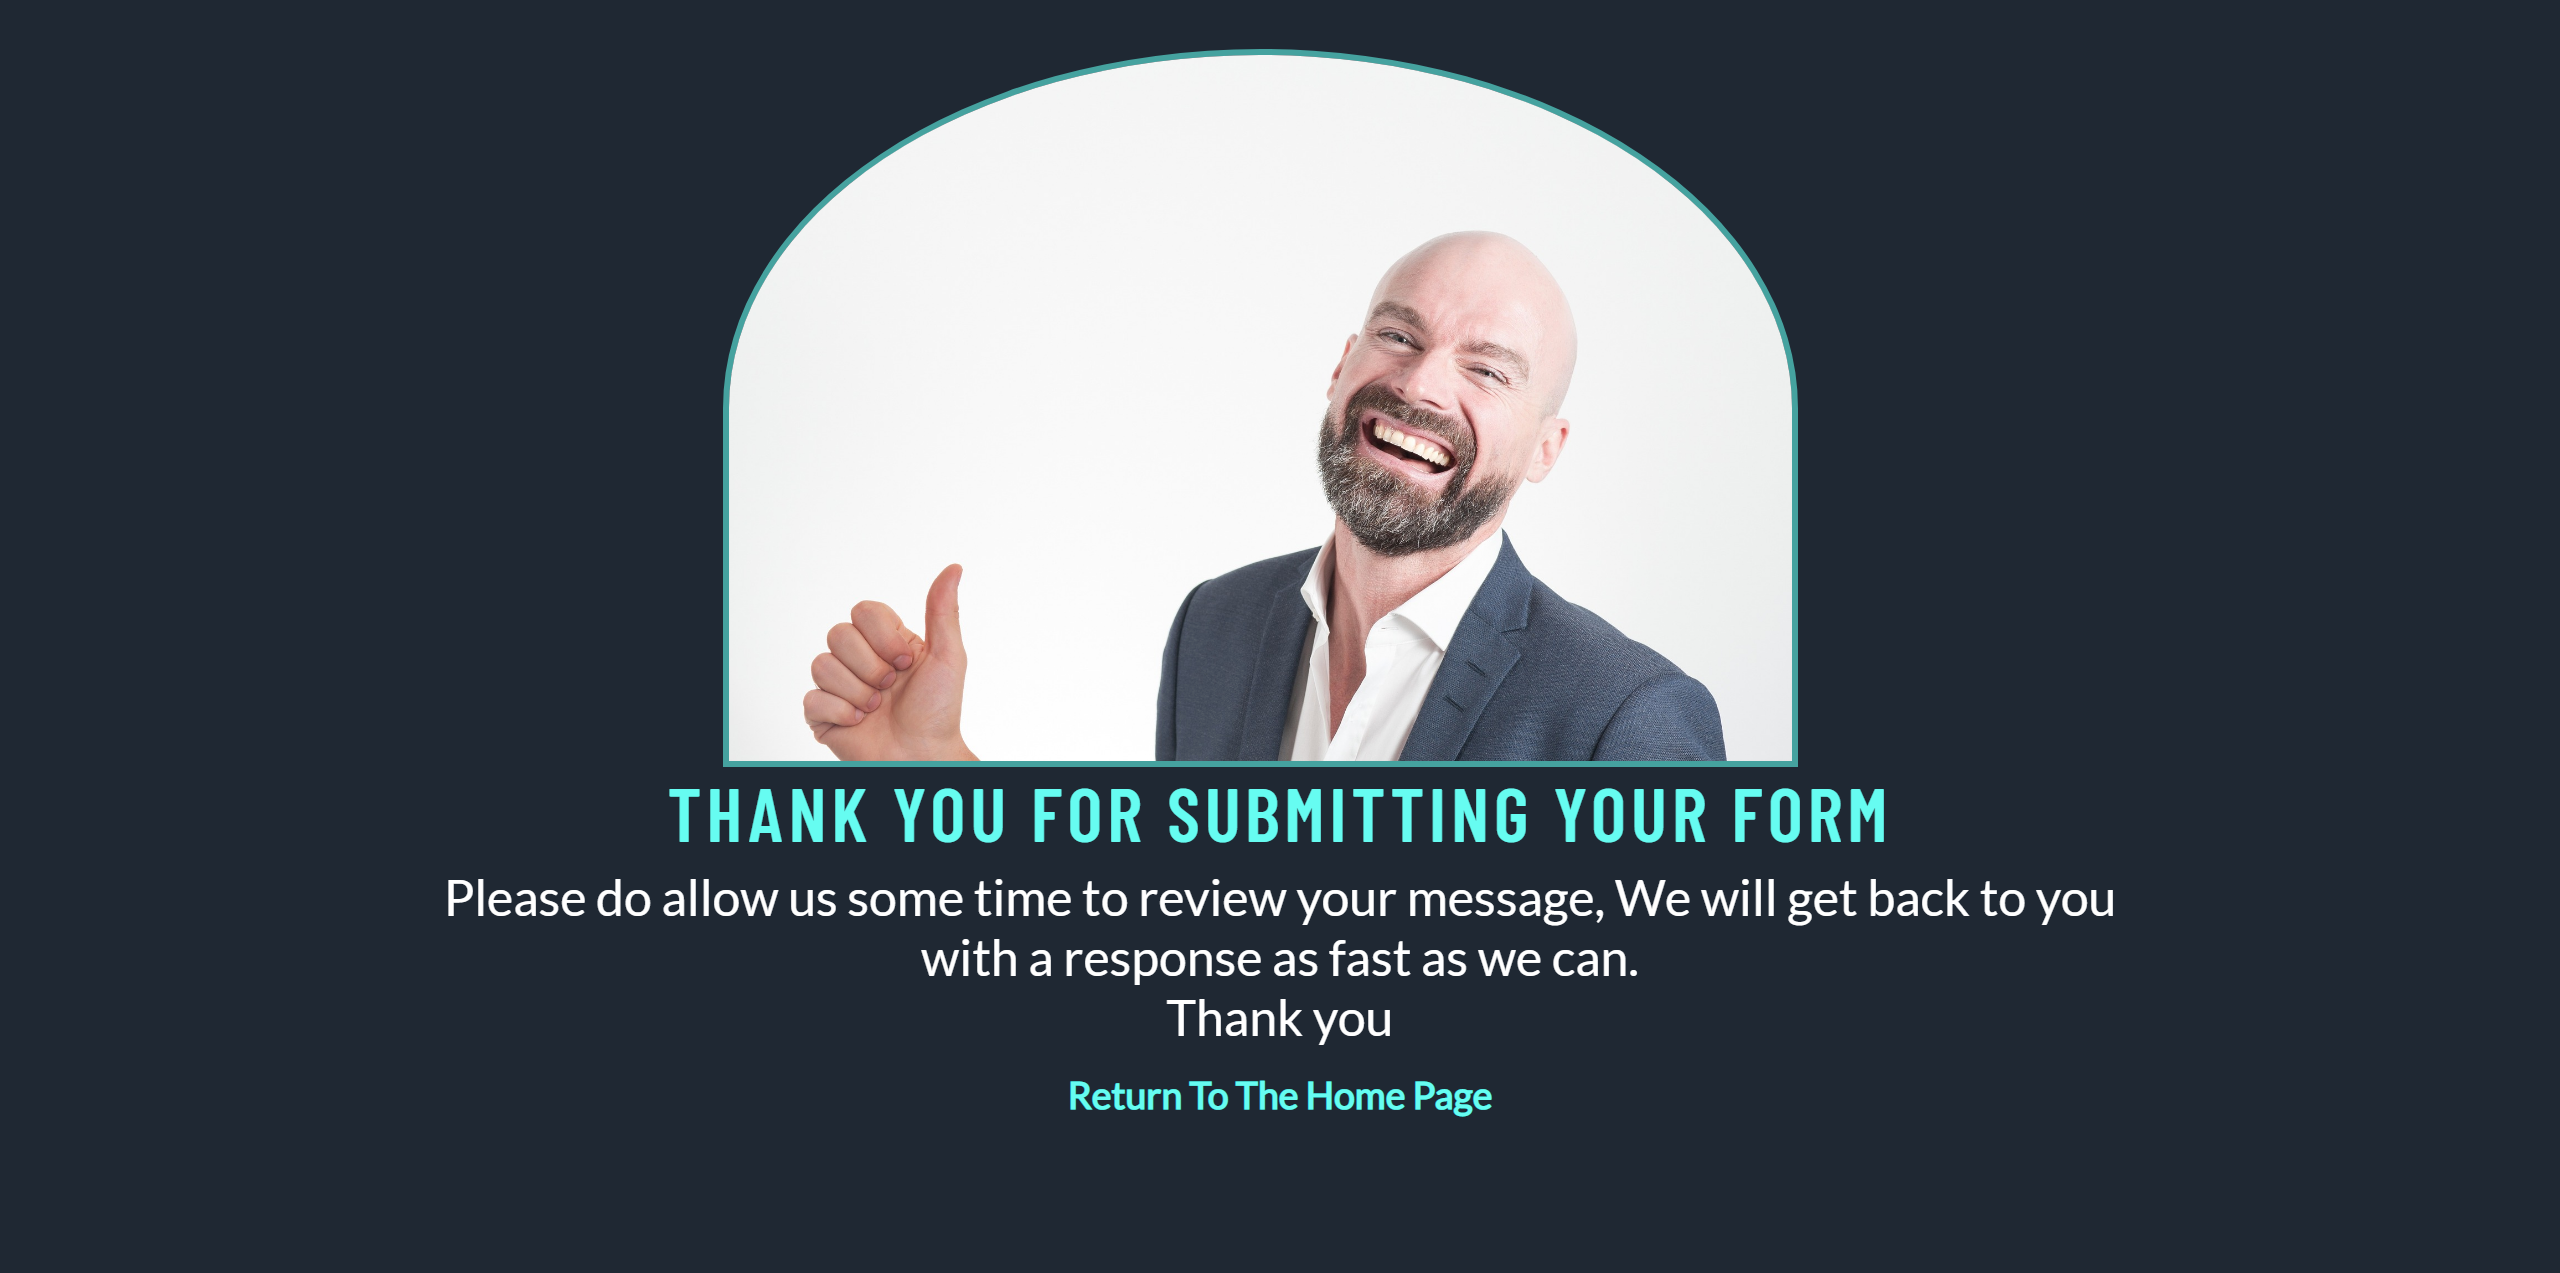 THANK YOU FOR SUBMITTING YOUR FORM
Please do allow us some time to review your message, We will get back to you
with a response as fast as we can.
Thank you
Return To The Home Page